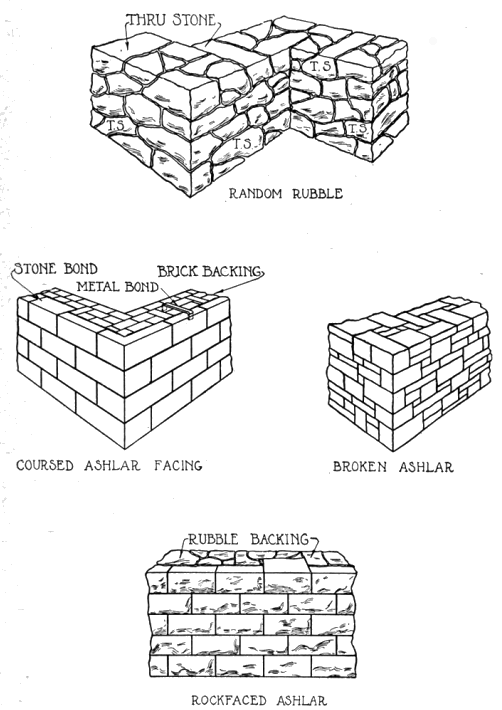 THRU STONE
T.S
T.S.
T.S.
T.S.
RANDOM RUBBLE
STONE BOND
BRICK BACKING
METAL BOND
COURSED ASHLAR FACING
BROKEN ASHLAR
RUBBLE BACKING
ROCKFACED ASHLAR